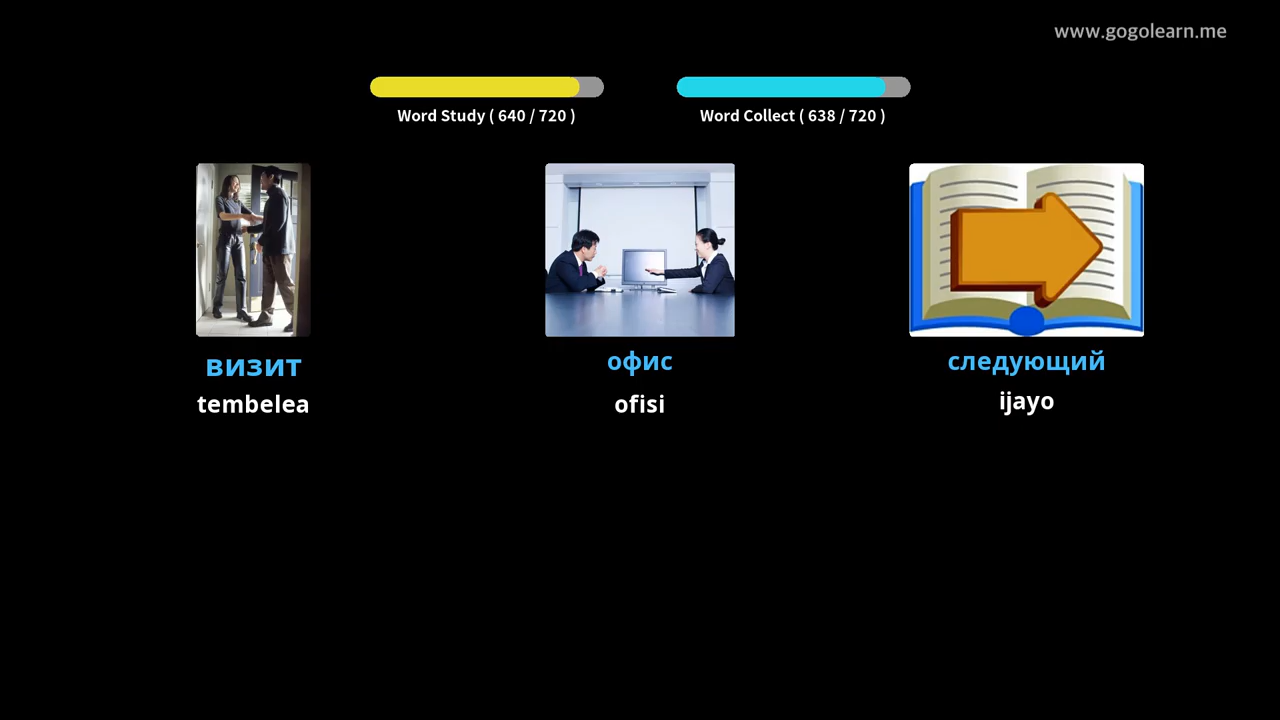 www.gogolearn.me
Word Study ( 640 / 720 )
Word Collect ( 638 / 720 )
визит
офис
следующий
tembelea
ofisi
ijayo